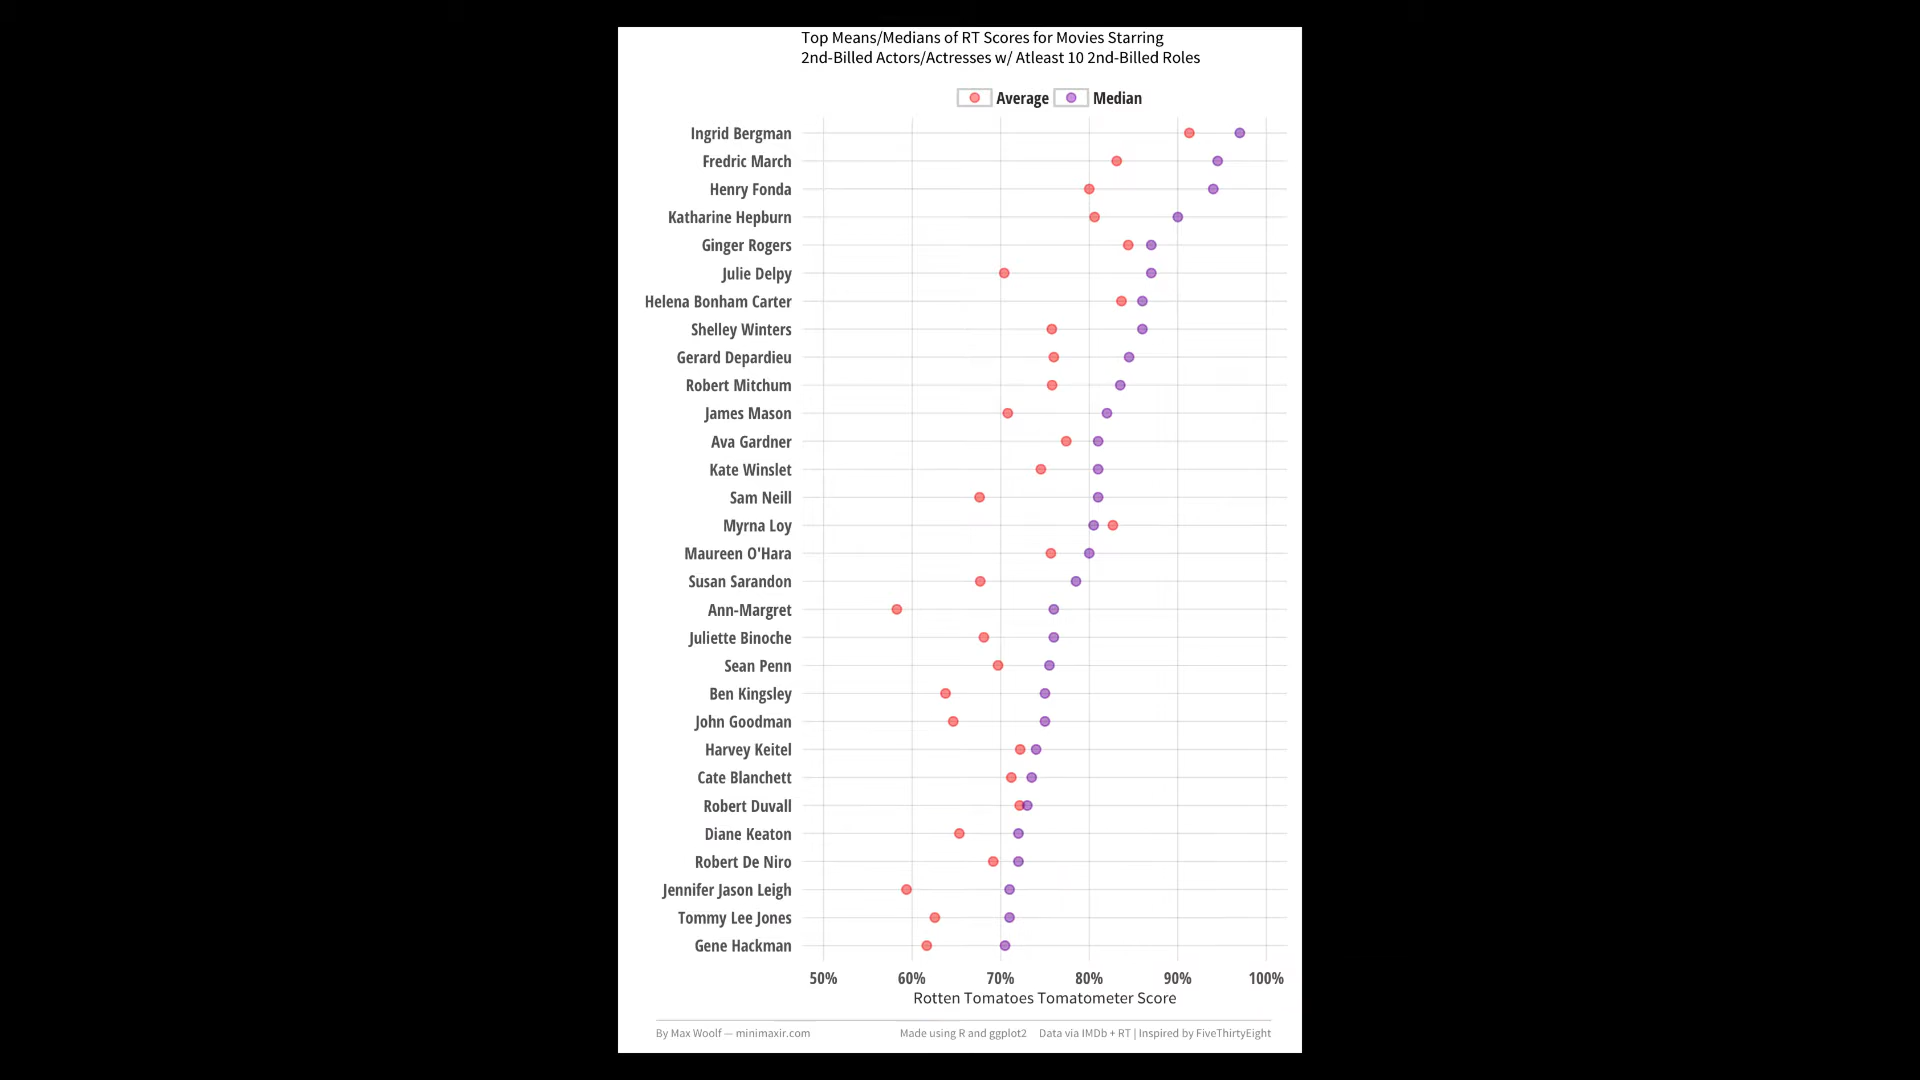 Top Means/Medians of RT Scores for Movies Starring
2nd-Billed Actors/Actresses w/ Atleast 10 2nd-Billed Roles
Average Median
Ingrid Bergman
Fredric March
Henry Fonda
Katharine Hepburn
Ginger Rogers
Julie Delpy
Helena Bonham Carter
Shelley Winters
Gerard Depardieu
Robert Mitchum
James Mason
Ava Gardner
Kate Winslet
Sam Neill
Myrna Loy
Maureen O'Hara
Susan Sarandon
Ann-Margret
Juliette Binoche
Sean Penn
Ben Kingsley
John Goodman
Harvey Keitel
Cate Blanchett
Robert Duvall
Diane Keaton
Robert De Niro
Jennifer Jason Leigh
Tommy Lee Jones
Gene Hackman
50% 60% 70% 80% 90% 100%
Rotten Tomatoes Tomatometer Score
By Max Woolf — minimaxir.com Made using R and ggplot2 Data via IMDb + RT | Inspired by FiveThirtyEight